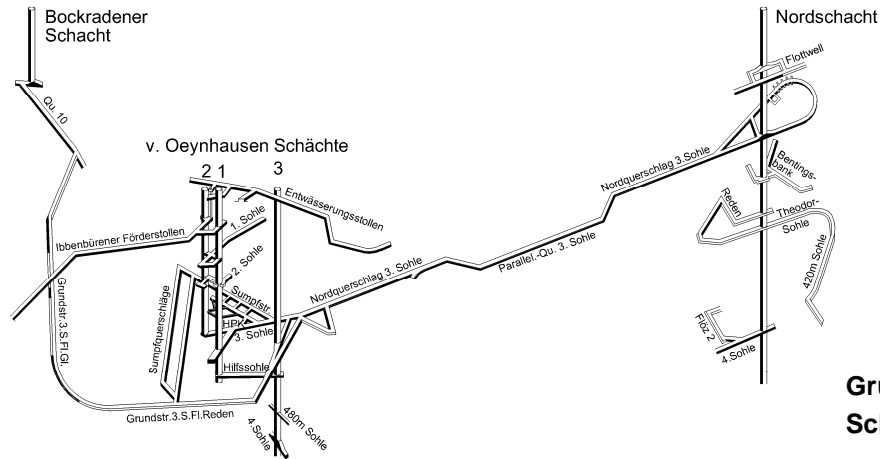 Bockradener
Schacht
Nordschacht
Flottwell
Qu. 10
v. Oeynhausen Schächte
2 1 3
Nordquerschlag 3.Sohle
Bentings-
bank
Entwässerungsstollen
Reden
Theodor-
Sohle
1. Sohle
Ibbenbürener Förderstollen
Parallel.-Qu. 3. Sohle
420m Sohle
2. Sohle
Sumpfstr.
Nordquerschlag 3. Sohle
Grundstr.3.S.Fl.Gl.
Sumpfquerschläge
HPK
3. Sohle
Flöz 2
4.Sohle
Hilfssohle
Grundstr.3.S.Fl.Reden
480m Sohle
4.Sohle